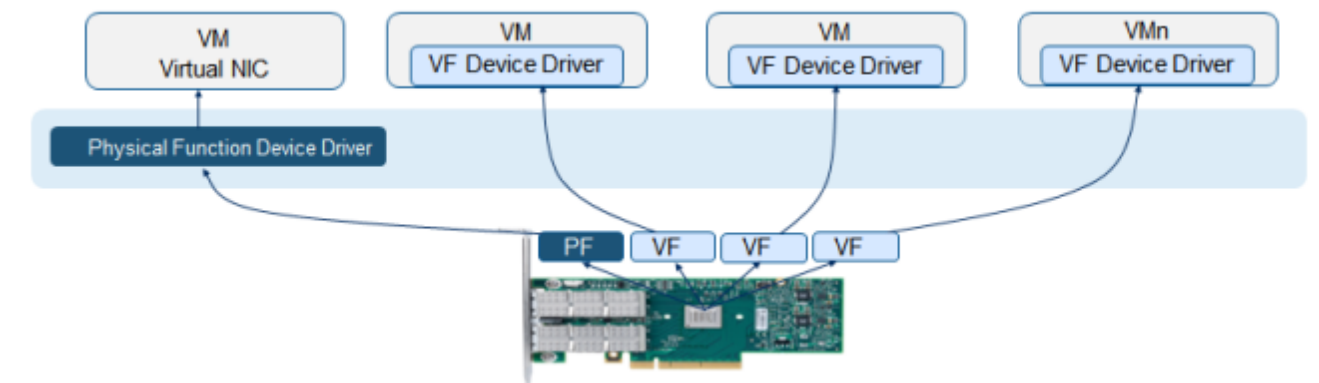 VM
Virtual NIC
VM
VF Device Driver
VM
VF Device Driver
VMn
VF Device Driver
Physical Function Device Driver
PF
VF
VF
VF